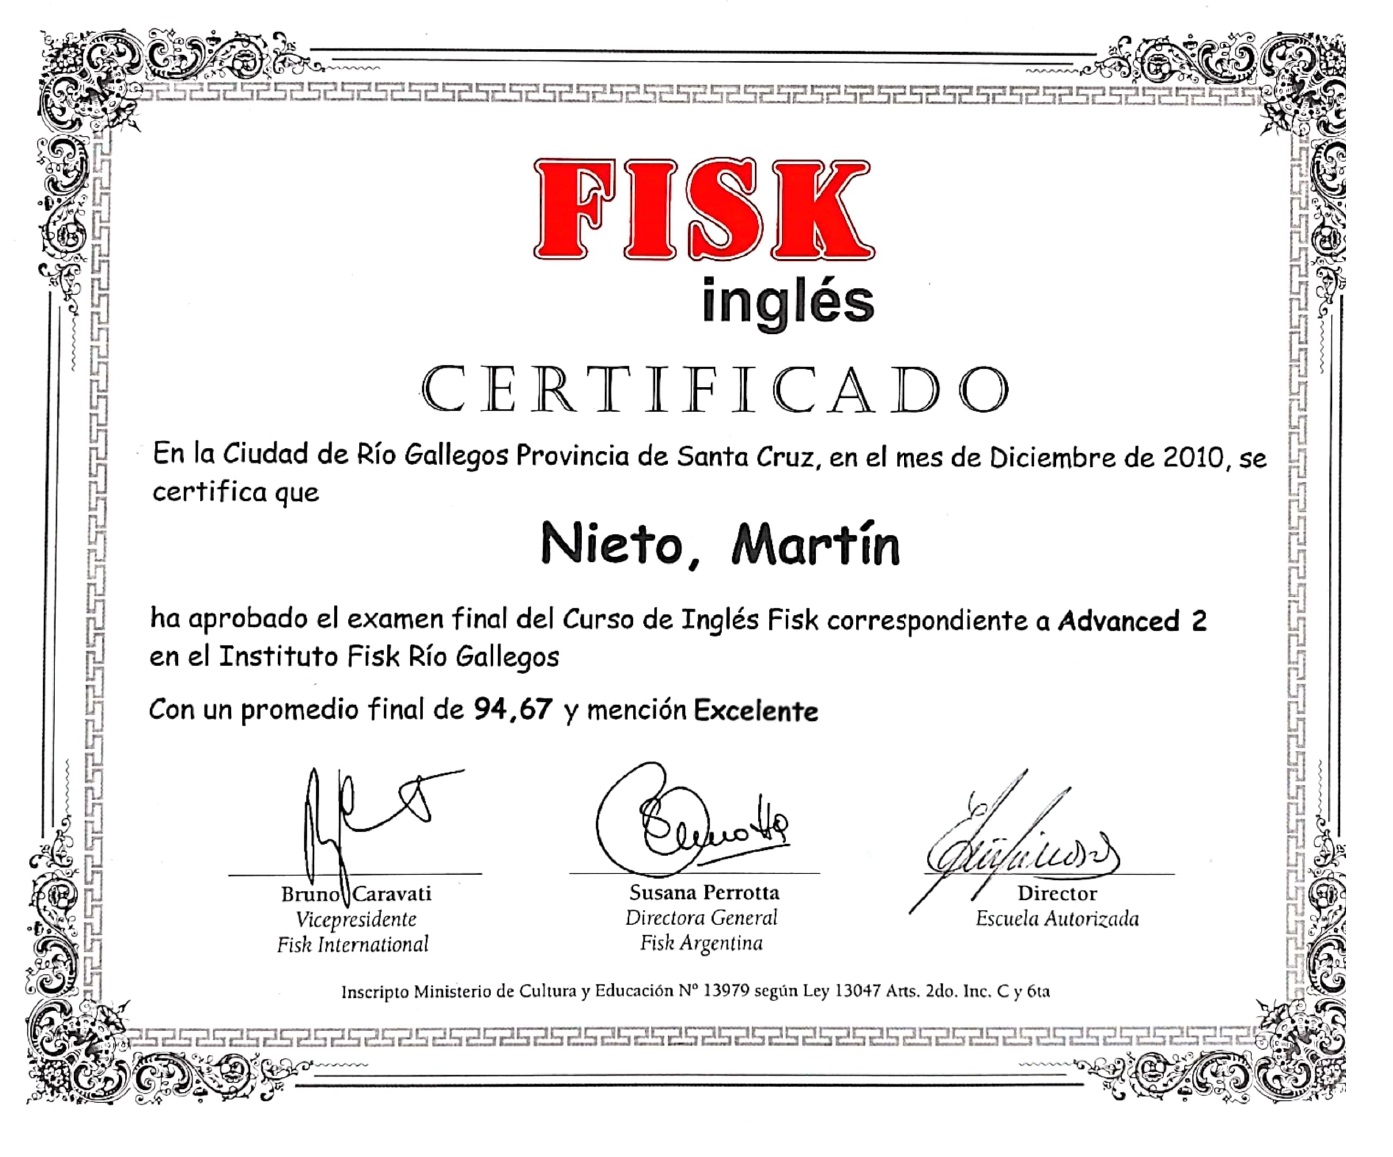 FISK
inglés
CERTIFICADO
En la Ciudad de Río Gallegos Provincia de Santa Cruz, en el mes de Diciembre de 2010, se
certifica que
Nieto, Martín
ha aprobado el examen final del Curso de Inglés Fisk correspondiente a Advanced 2
en el Instituto Fisk Río Gallegos
Con un promedio final de 94,67 y mención Excelente
Bruno Caravati
Vicepresidente
Fisk International
Susana Perrotta
Directora General
Fisk Argentina
Director
Escuela Autorizada
Inscripto Ministerio de Cultura y Educación Nº 13979 según Ley 13047 Arts. 2do. Inc. C y 6ta